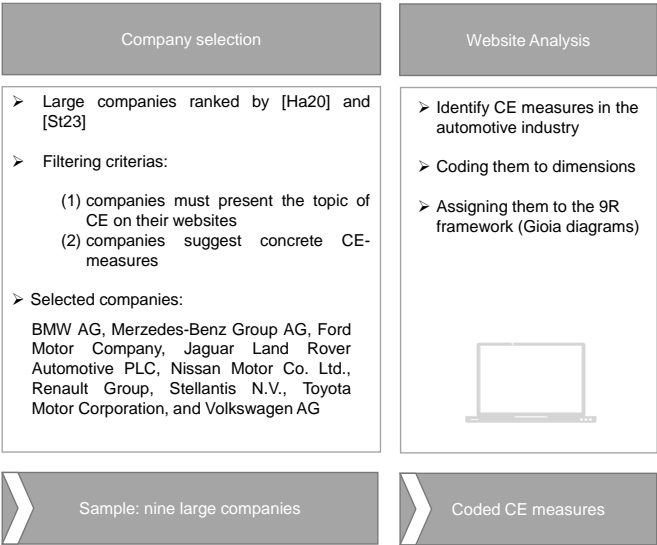 Company selection
➢ Large companies ranked by [Ha20] and
[St23]
➢ Filtering criterias:
(1) companies must present the topic of
CE on their websites
(2) companies suggest concrete CE-
measures
➢ Selected companies:
BMW AG, Merzedes-Benz Group AG, Ford
Motor Company, Jaguar Land Rover
Automotive PLC, Nissan Motor Co. Ltd.,
Renault Group, Stellantis N.V., Toyota
Motor Corporation, and Volkswagen AG
Sample: nine large companies
Website Analysis
➢ Identify CE measures in the
automotive industry
➢ Coding them to dimensions
➢ Assigning them to the 9R
framework (Gioia diagrams)
Coded CE measures